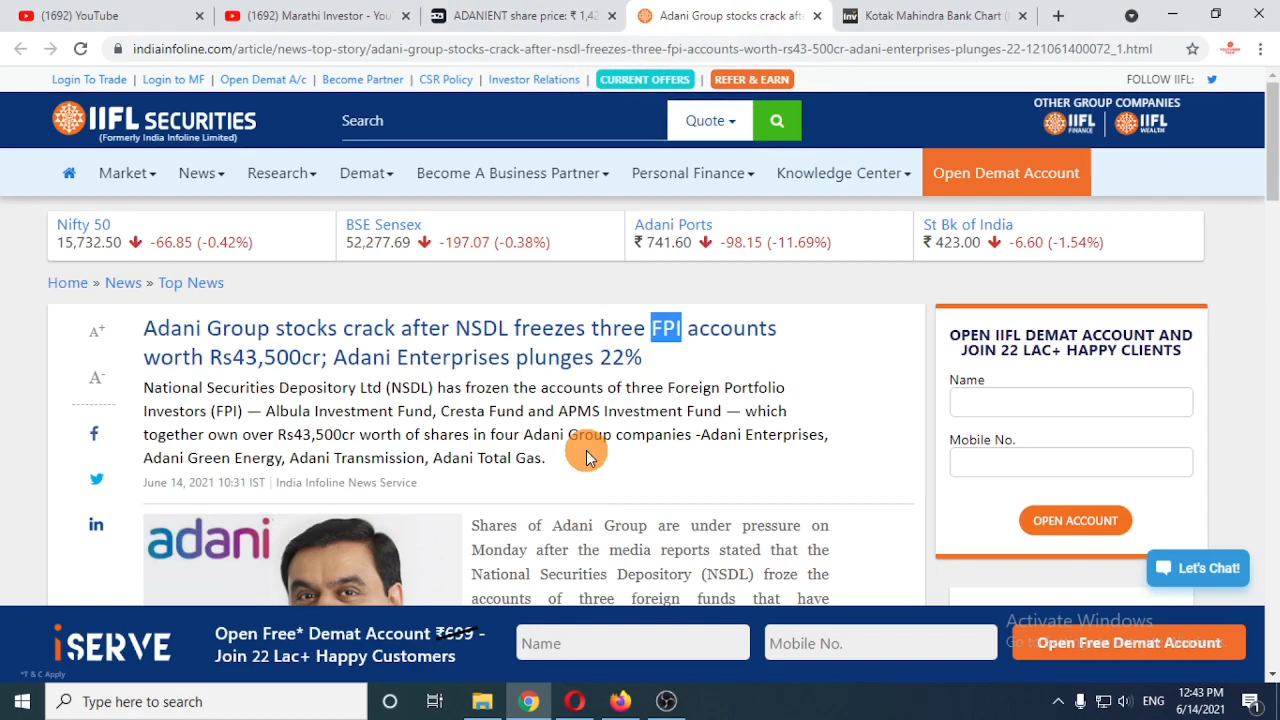 (1692) YouTube
(1692) Marathi Investor - You
ADANIENT share price: ₹ 1,42
Adani Group stocks crack afte
Kotak Mahindra Bank Chart (
indiainfoline.com/article/news-top-story/adani-group-stocks-crack-after-nsdl-freezes-three-fpi-accounts-worth-rs43-500cr-adani-enterprises-plunges-22-121061400072_1.html
Login To Trade | Login to MF | Open Demat A/c | Become Partner | CSR Policy | Investor Relations | CURRENT OFFERS | REFER & EARN
FOLLOW IIFL:
IIFL SECURITIES
(Formerly India Infoline Limited)
Search
Quote
OTHER GROUP COMPANIES
IIFL FINANCE
IIFL WEALTH
Market News Research Demat Become A Business Partner Personal Finance Knowledge Center Open Demat Account
Nifty 50
15,732.50 -66.85 (-0.42%)
BSE Sensex
52,277.69 -197.07 (-0.38%)
Adani Ports
₹ 741.60 -98.15 (-11.69%)
St Bk of India
₹ 423.00 -6.60 (-1.54%)
Home » News » Top News
A+
A-
Adani Group stocks crack after NSDL freezes three FPI accounts
worth Rs43,500cr; Adani Enterprises plunges 22%
National Securities Depository Ltd (NSDL) has frozen the accounts of three Foreign Portfolio
Investors (FPI) — Albula Investment Fund, Cresta Fund and APMS Investment Fund — which
together own over Rs43,500cr worth of shares in four Adani Group companies -Adani Enterprises,
Adani Green Energy, Adani Transmission, Adani Total Gas.
June 14, 2021 10:31 IST | India Infoline News Service
adani
Shares of Adani Group are under pressure on
Monday after the media reports stated that the
National Securities Depository (NSDL) froze the
accounts of three foreign funds that have
OPEN IIFL DEMAT ACCOUNT AND
JOIN 22 LAC+ HAPPY CLIENTS
Name
Mobile No.
OPEN ACCOUNT
Let's Chat!
iSERVE
*T & C Apply
Open Free* Demat Account ₹699 -
Join 22 Lac+ Happy Customers
Name
Mobile No.
Open Free Demat Account
Activate Windows
Type here to search
ENG
12:43 PM
6/14/2021